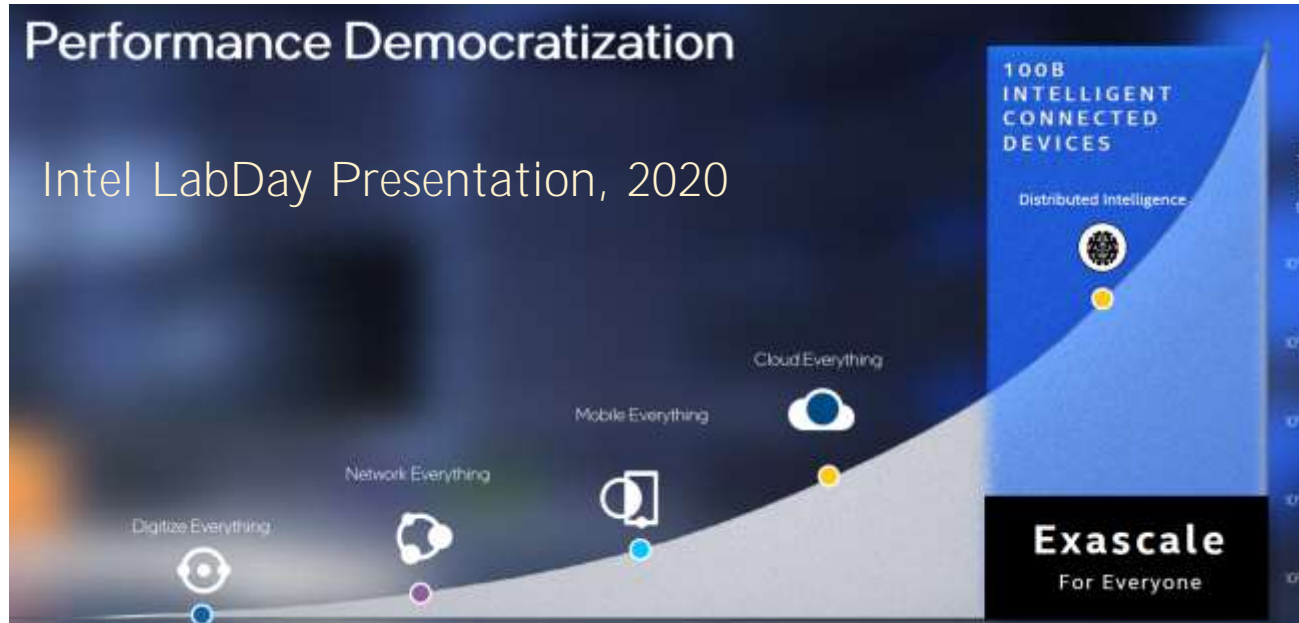 Performance Democratization
Intel LabDay Presentation, 2020
100B
INTELLIGENT
CONNECTED
DEVICES
Distributed Intelligence
Cloud Everything
Mobile Everything
Network Everything
Digitize Everything
Exascale
For Everyone